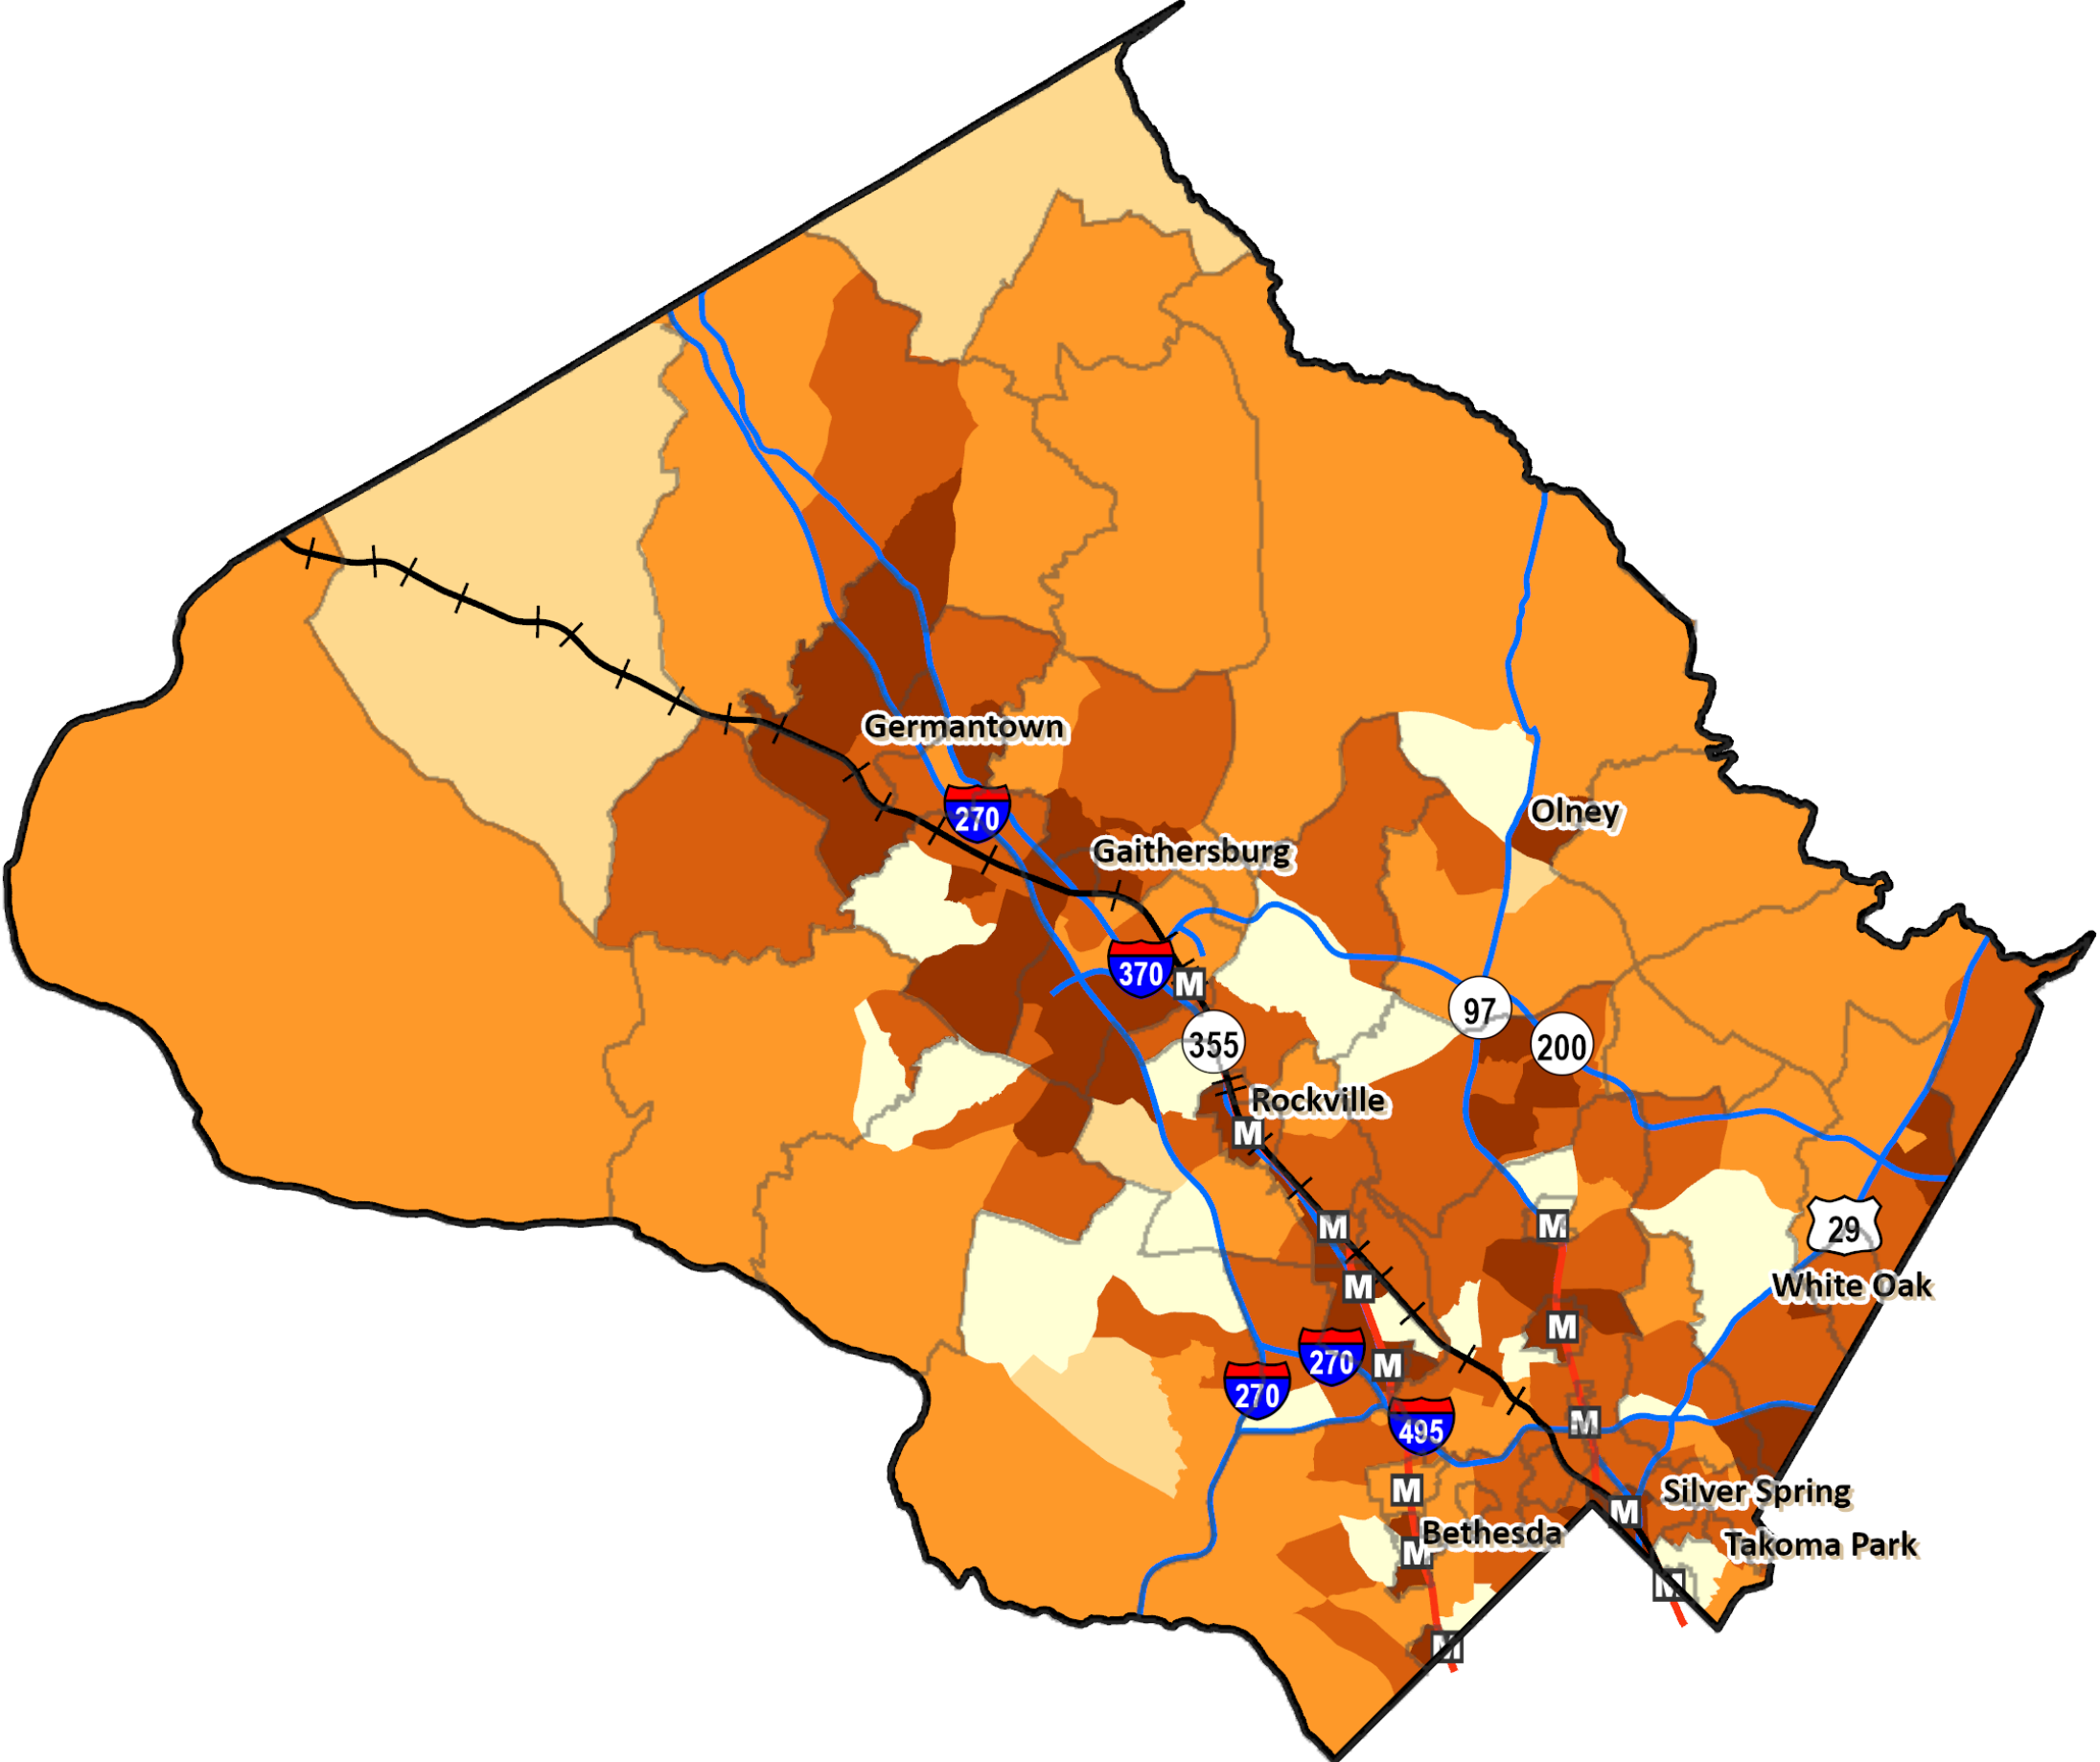 Germantown
270
Olney
Gaithersburg
370
M
97
355
200
Rockville
M
M
M
29
White Oak
M
M
270
M
270
495
M
M
Silver Spring
M
Bethesda
M
Takoma Park
M
M